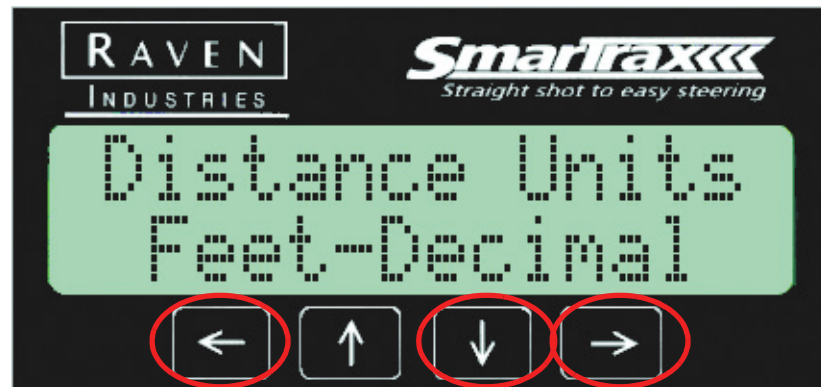 RAVEN
INDUSTRIES
SmarTrax
Straight shot to easy steering
Distance Units
Feet-Decimal